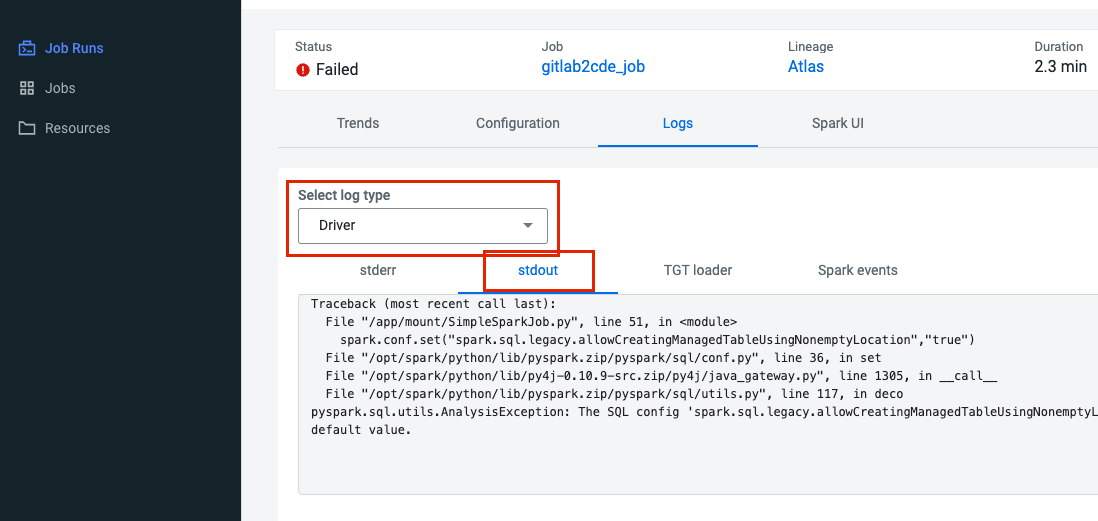 Job Runs
Jobs
Resources
Status
Failed
Job
gitlab2cde_job
Lineage
Atlas
Duration
2.3 min
Trends
Configuration
Logs
Spark UI
Select log type
Driver
stderr
stdout
TGT loader
Spark events
Traceback (most recent call last):
File "/app/mount/SimpleSparkJob.py", line 51, in <module>
spark.conf.set("spark.sql.legacy.allowCreatingManagedTableUsingNonemptyLocation","true")
File "/opt/spark/python/lib/pyspark.zip/pyspark/sql/conf.py", line 36, in set
File "/opt/spark/python/lib/py4j-0.10.9-src.zip/py4j/java_gateway.py", line 1305, in __call__
File "/opt/spark/python/lib/pyspark.zip/pyspark/sql/utils.py", line 117, in deco
pyspark.sql.utils.AnalysisException: The SQL config 'spark.sql.legacy.allowCreatingManagedTableUsingNonemptyL
default value.